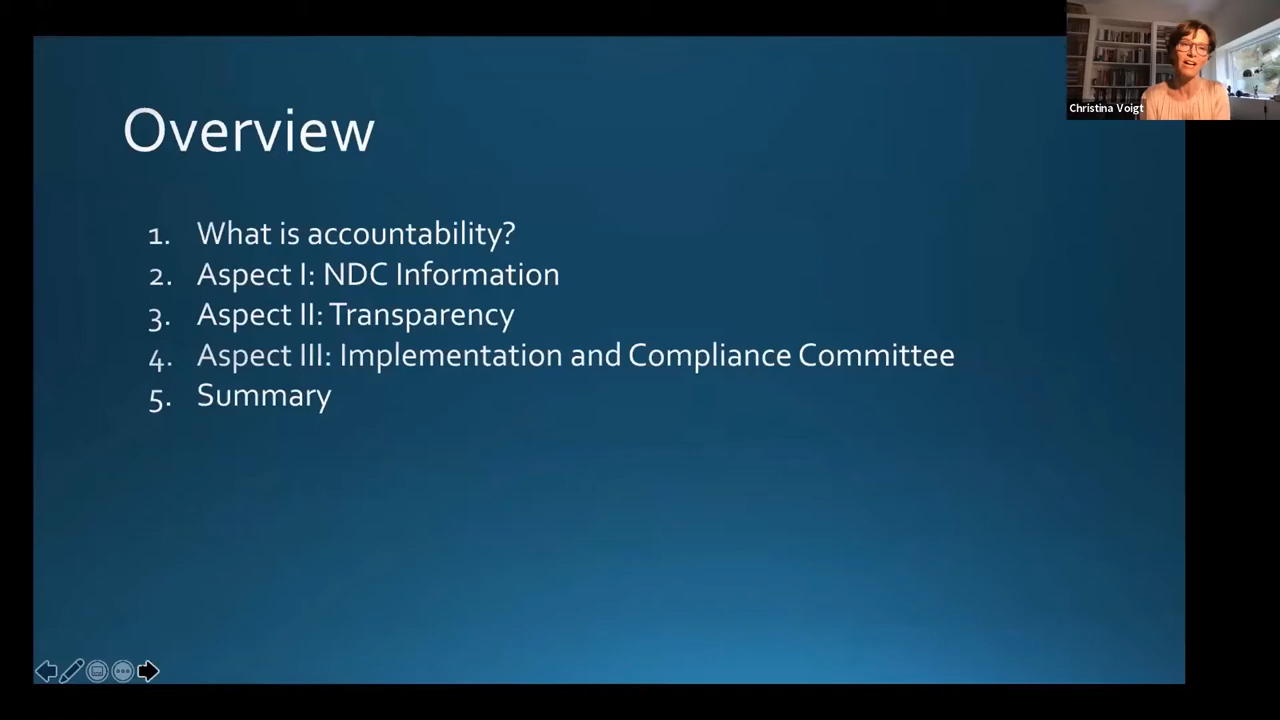 Overview
1. What is accountability?
2. Aspect I: NDC Information
3. Aspect II: Transparency
4. Aspect III: Implementation and Compliance Committee
5. Summary
Christina Voigt